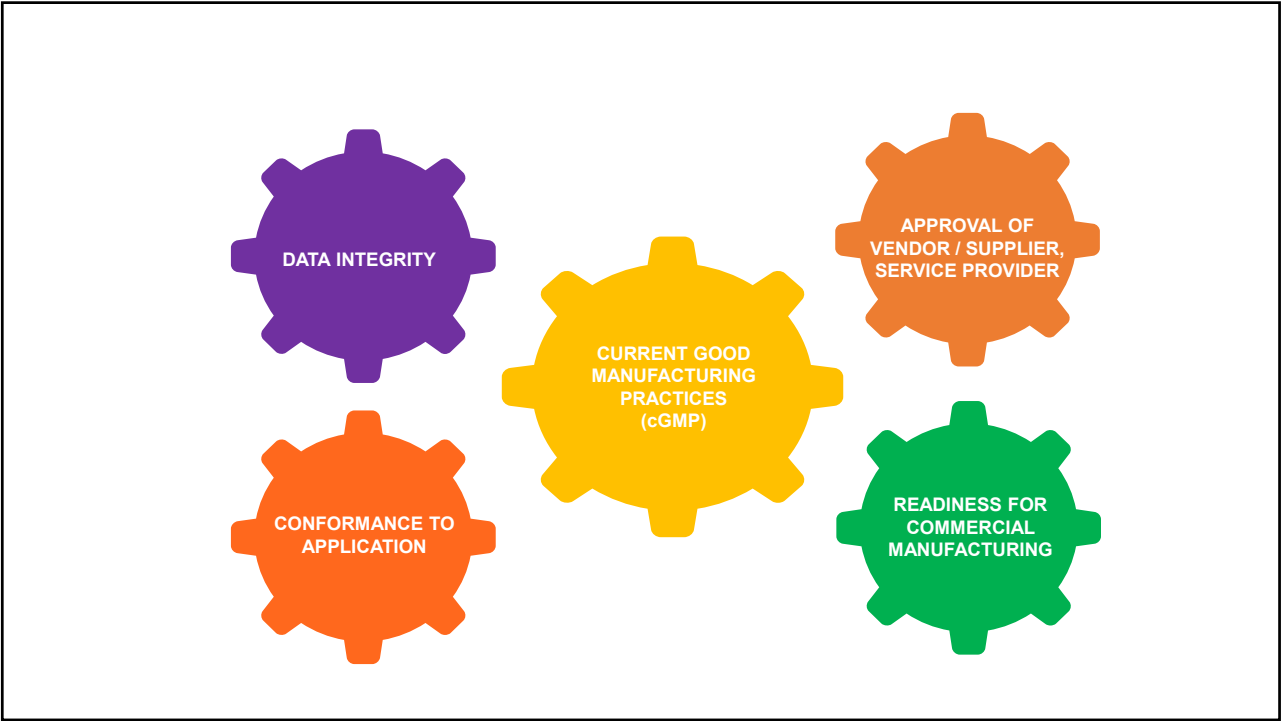 DATA INTEGRITY
APPROVAL OF
VENDOR / SUPPLIER,
SERVICE PROVIDER
CURRENT GOOD
MANUFACTURING
PRACTICES
(cGMP)
CONFORMANCE TO
APPLICATION
READINESS FOR
COMMERCIAL
MANUFACTURING